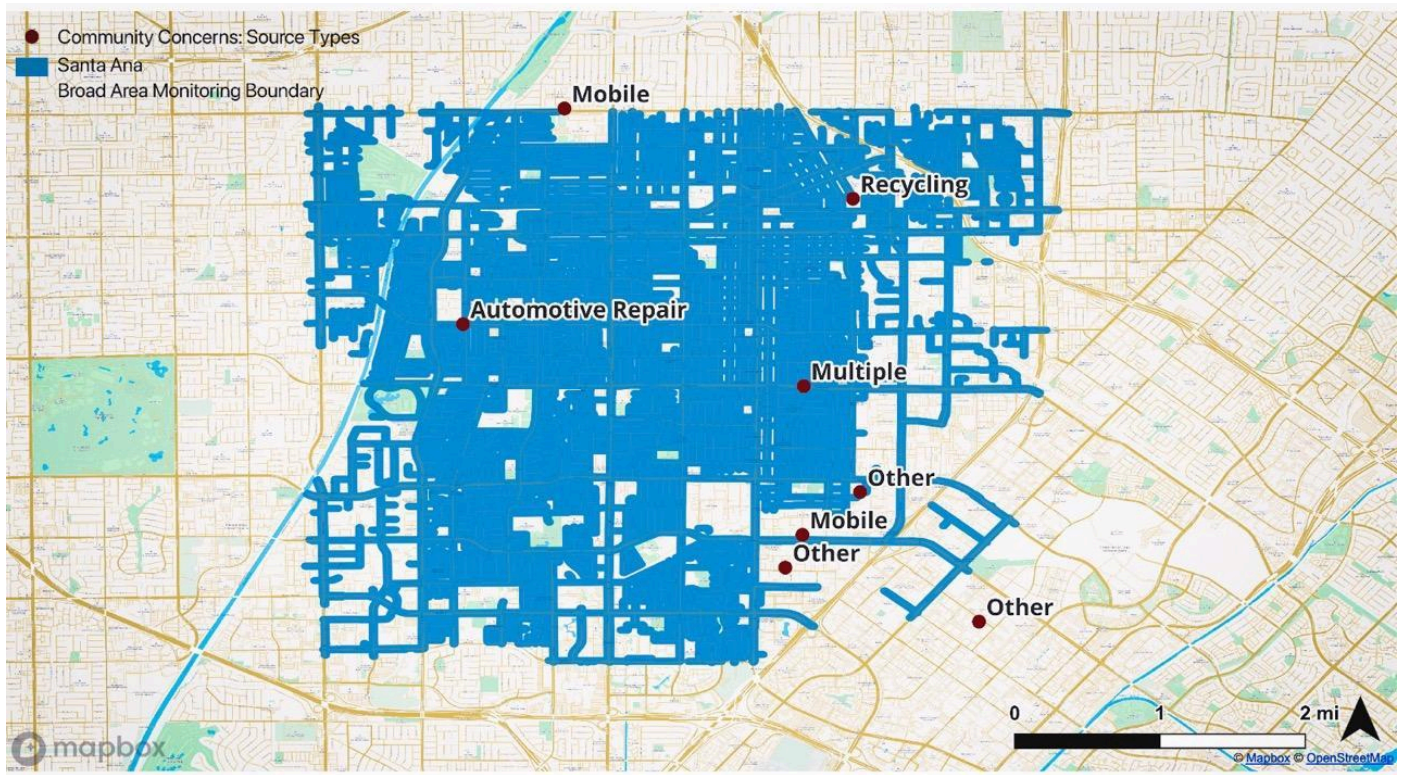 Community Concerns: Source Types
Santa Ana
Broad Area Monitoring Boundary
Mobile
Recycling
Automotive Repair
Multiple
Other
Mobile
Other
Other
0 1 2 mi
mapbox
© Mapbox © OpenStreetMap